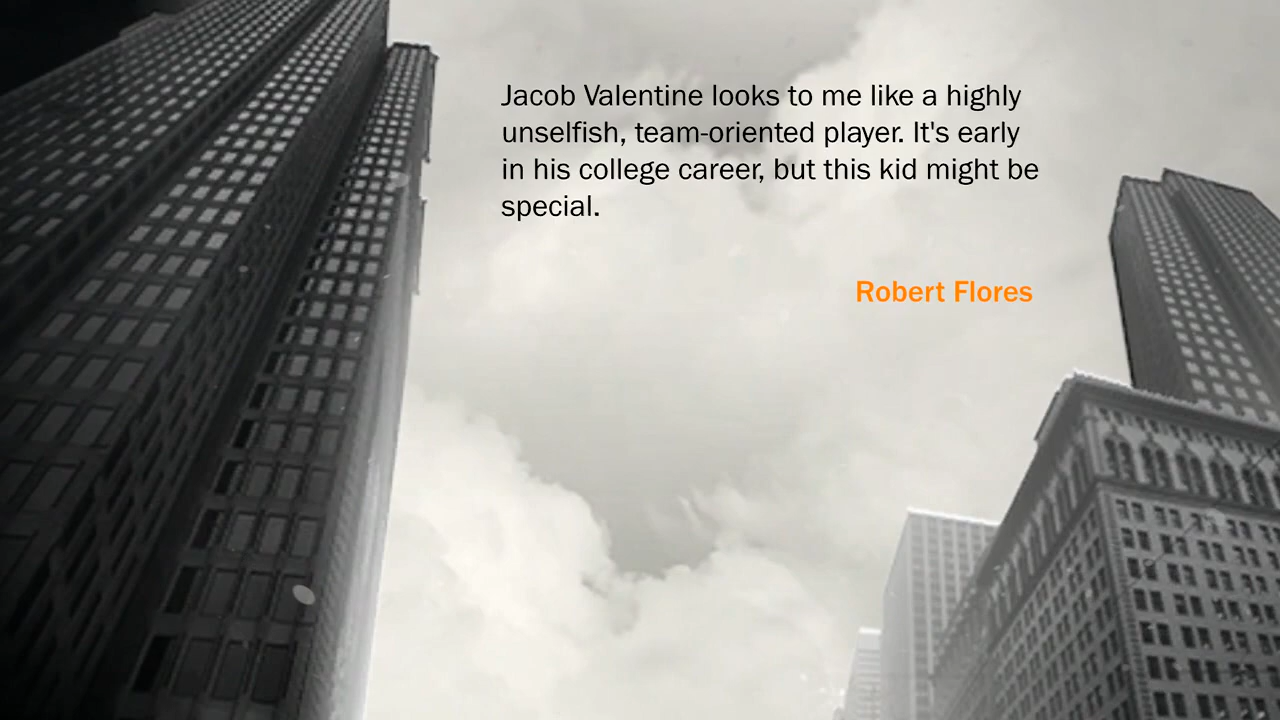 Jacob Valentine looks to me like a highly
unselfish, team-oriented player. It's early
in his college career, but this kid might be
special.
Robert Flores